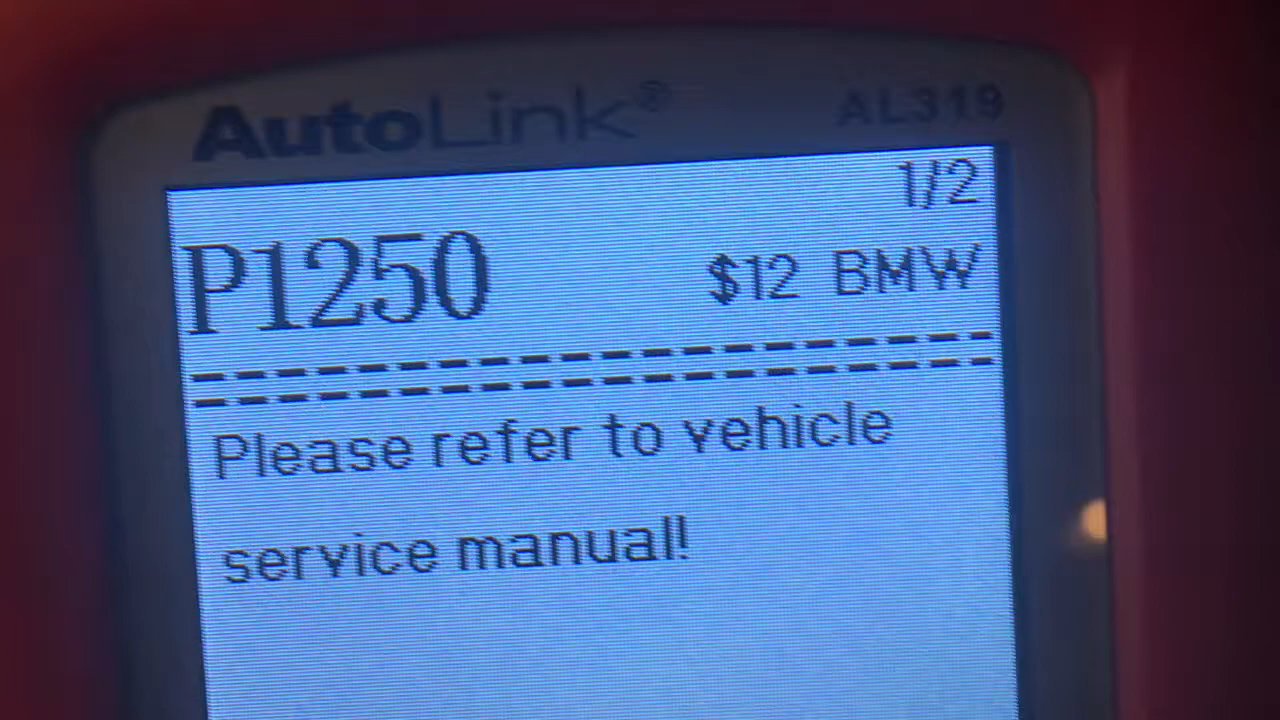 AutoLink® AL319
1/2
P1250 $12 BMW
Please refer to vehicle
service manual!